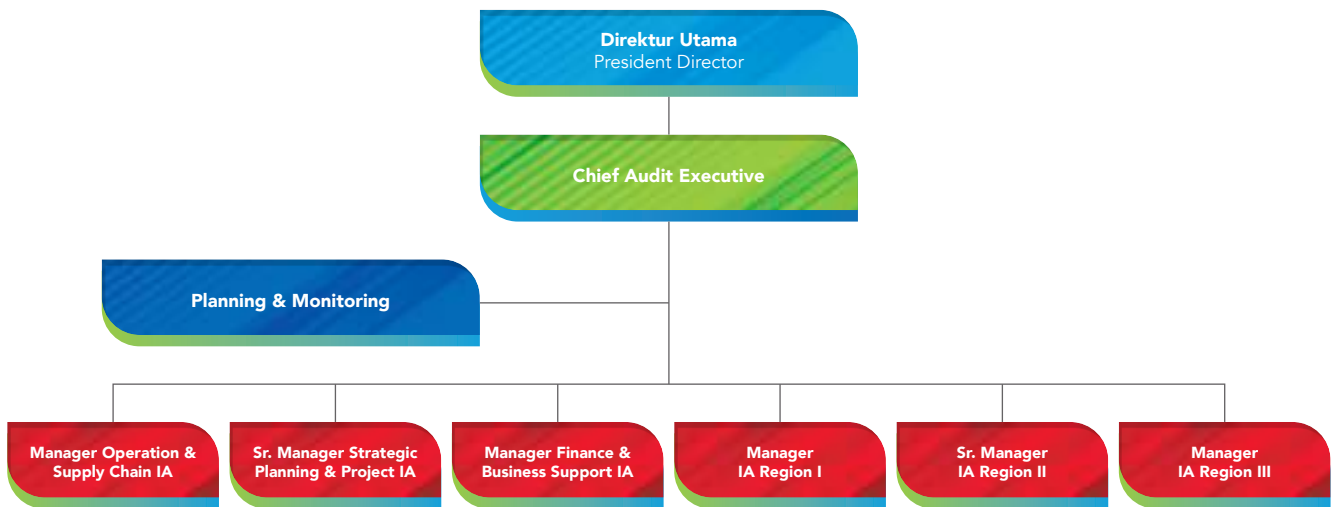 Direktur Utama
President Director
Chief Audit Executive
Planning & Monitoring
Manager Operation &
Supply Chain IA
Sr. Manager Strategic
Planning & Project IA
Manager Finance &
Business Support IA
Manager
IA Region I
Sr. Manager
IA Region II
Manager
IA Region III